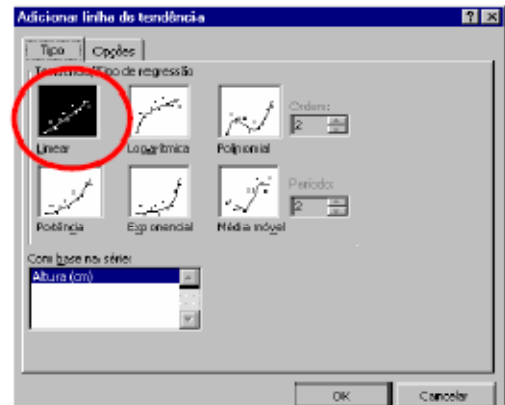 Adicionar linha de tendência
Tipo Opções
Tendência/Tipo de regressão
Linear Logarítmica Polinomial
Ordem:
2
Potência Exponencial Média móvel
Período:
2
Com base na série:
Altura (cm)
OK Cancelar